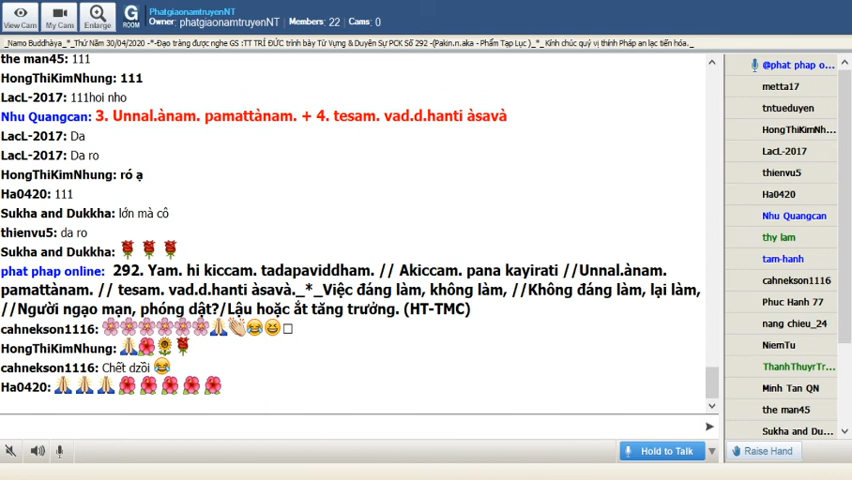 View Cam
My Cam
Enlarge
G
ROOM
PhatgiaonamtruyenNT
Owner: phatgiaonamtruyenNT Members: 22 Cams: 0
_Namo Buddhàya_*_Thứ Năm 30/04/2020 -*-Đạo tràng được nghe GS :TT TRÍ ĐỨC trình bày Từ Vựng & Duyên Sự PCK Số 292 -(Pakin.n.aka - Phẩm Tạp Lục )_*_ Kính chúc quý vị thính Pháp an lạc tiến hóa._
the man45: 111
HongThiKimNhung: 111
LacL-2017: 111hoi nho
Nhu Quangcan: 3. Unnal.ànam. pamattànam. + 4. tesam. vad.d.hanti àsavà
LacL-2017: Da
LacL-2017: Da ro
HongThiKimNhung: ró ạ
Ha0420: 111
Sukha and Dukkha: lớn mà cô
thienvu5: da ro
Sukha and Dukkha:
phat phap online: 292. Yam. hi kiccam. tadapaviddham. // Akiccam. pana kayirati //Unnal.ànam.
pamattànam. // tesam. vad.d.hanti àsavà._*_Việc đáng làm, không làm, //Không đáng làm, lại làm,
//Người ngạo mạn, phóng dật?/Lậu hoặc ắt tăng trưởng. (HT-TMC)
cahnekson1116:
HongThiKimNhung:
cahnekson1116: Chết dzồi
Ha0420:
@phat phap o...
metta17
tntueduyen
HongThiKimNh...
LacL-2017
thienvu5
Ha0420
Nhu Quangcan
thy lam
tam-hanh
cahnekson1116
Phuc Hanh 77
nang chieu_24
NiemTu
ThanhThuyrTr...
Minh Tan QN
the man45
Sukha and Du...
Hold to Talk
Raise Hand